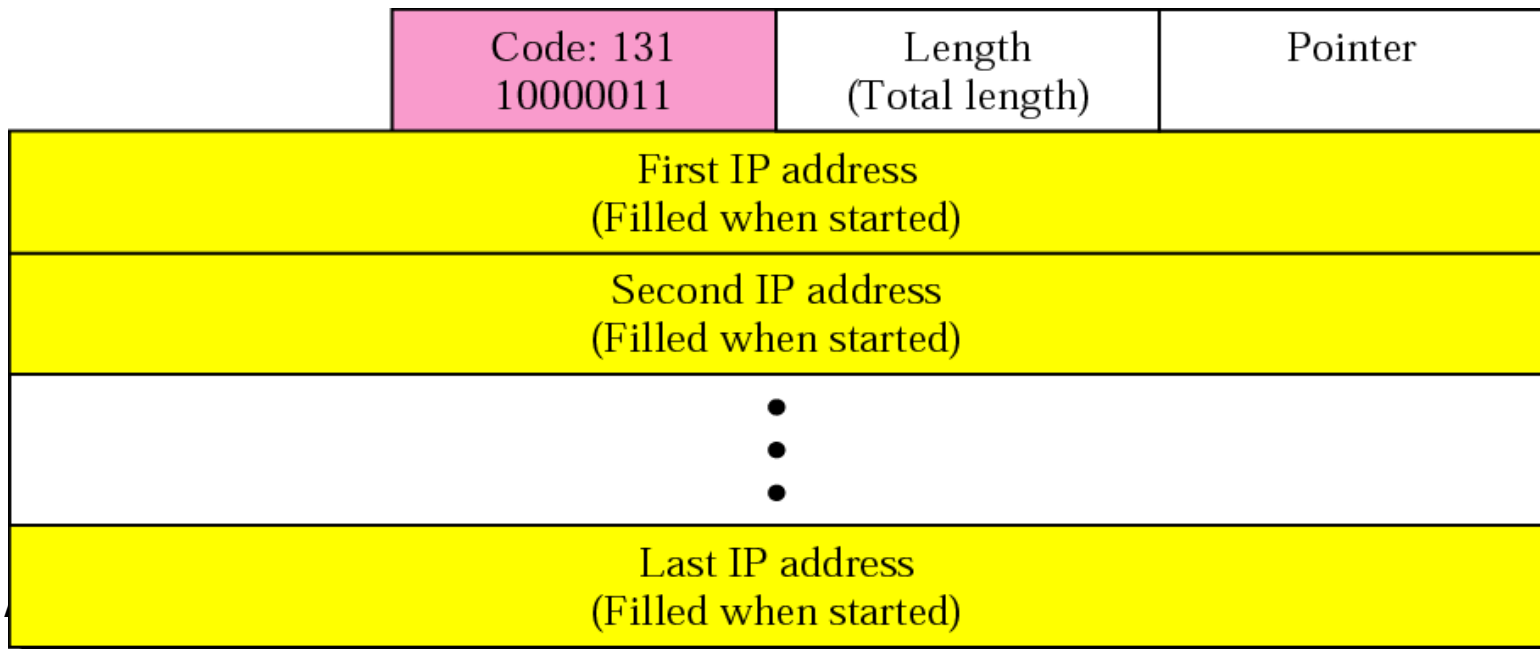 Code: 131
10000011
Length
(Total length)
Pointer
First IP address
(Filled when started)
Second IP address
(Filled when started)
Last IP address
(Filled when started)